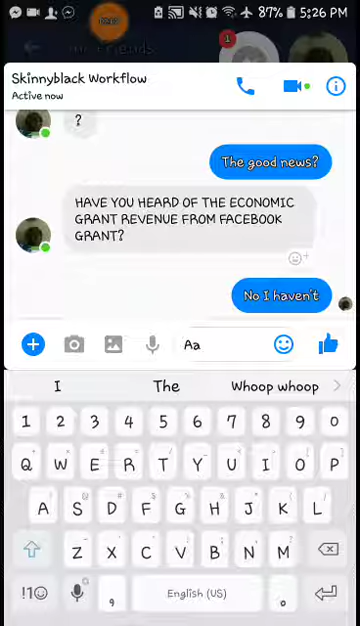 87% 5:26 PM
Friends
1
Skinnyblack Workflow
Active now
?
The good news?
HAVE YOU HEARD OF THE ECONOMIC
GRANT REVENUE FROM FACEBOOK
GRANT?
No I haven't
Aa
I The Whoop whoop
1 2 3 4 5 6 7 8 9 0
Q W E R T Y U I O P
A S D F G H J K L
Z X C V B N M
!1☺ , English (US) .